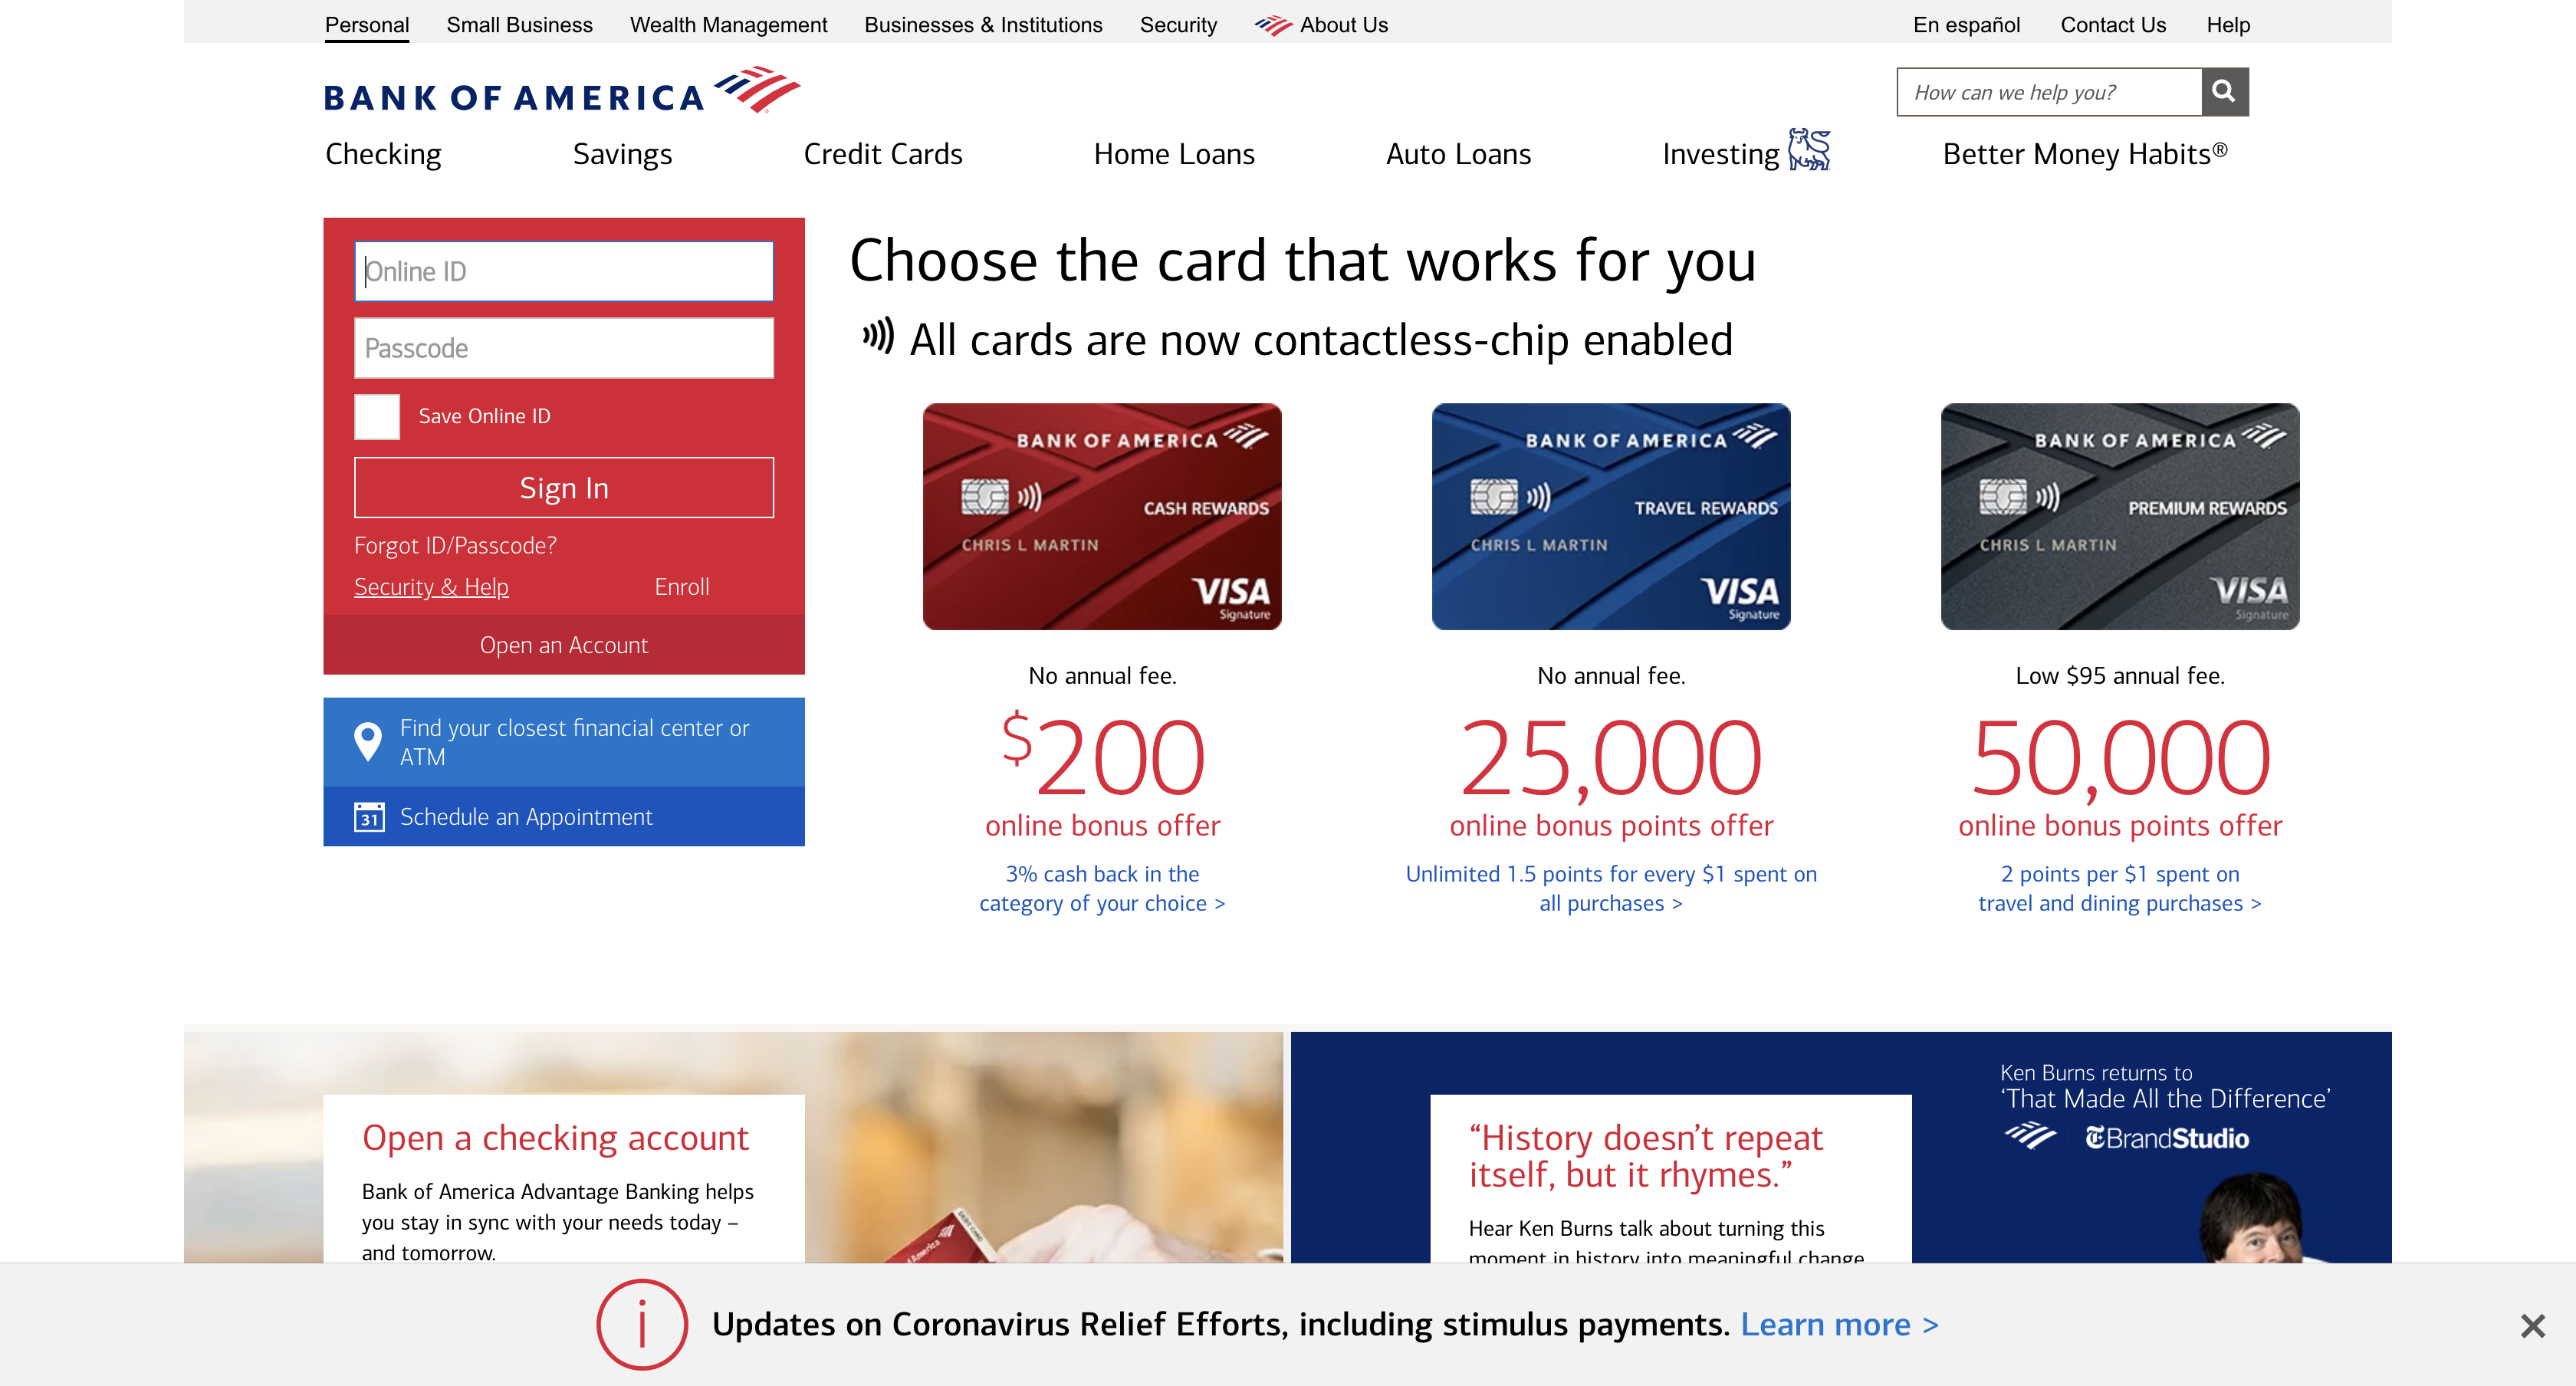 Personal Small Business Wealth Management Businesses & Institutions Security About Us En español Contact Us Help
BANK OF AMERICA
How can we help you?
Checking Savings Credit Cards Home Loans Auto Loans Investing Better Money Habits®
Online ID
Passcode
Save Online ID
Sign In
Forgot ID/Passcode?
Security & Help Enroll
Open an Account
Find your closest financial center or
ATM
31 Schedule an Appointment
Choose the card that works for you
All cards are now contactless-chip enabled
BANK OF AMERICA
CASH REWARDS
CHRIS L MARTIN
VISA
Signature
No annual fee.
$200
online bonus offer
3% cash back in the
category of your choice >
BANK OF AMERICA
TRAVEL REWARDS
CHRIS L MARTIN
VISA
Signature
No annual fee.
25,000
online bonus points offer
Unlimited 1.5 points for every $1 spent on
all purchases >
BANK OF AMERICA
PREMIUM REWARDS
CHRIS L MARTIN
VISA
Signature
Low $95 annual fee.
50,000
online bonus points offer
2 points per $1 spent on
travel and dining purchases >
Open a checking account
Bank of America Advantage Banking helps
you stay in sync with your needs today –
and tomorrow.
“History doesn’t repeat
itself, but it rhymes.”
Hear Ken Burns talk about turning this
moment in history into meaningful change
Ken Burns returns to
‘That Made All the Difference’
T BrandStudio
Updates on Coronavirus Relief Efforts, including stimulus payments. Learn more >